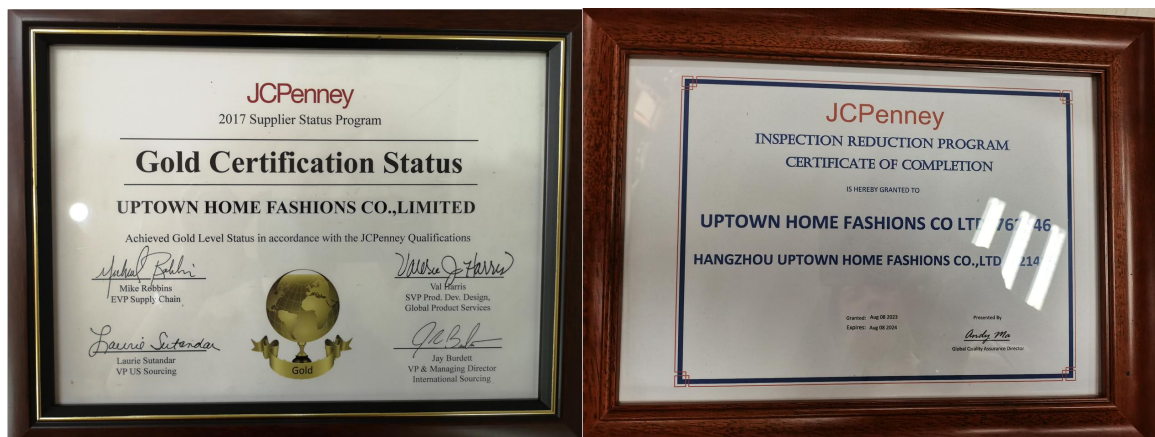 JCPenney
2017 Supplier Status Program
Gold Certification Status
UPTOWN HOME FASHIONS CO.,LIMITED
Achieved Gold Level Status in accordance with the JCPenney Qualifications
Mike Robbins
EVP Supply Chain
Val Harris
SVP Prod. Dev. Design,
Global Product Services
Laurie Sutandar
Laurie Sutandar
VP US Sourcing
Gold
Jay Burdett
VP & Managing Director
International Sourcing
JCPenney
INSPECTION REDUCTION PROGRAM
CERTIFICATE OF COMPLETION
IS HEREBY GRANTED TO
UPTOWN HOME FASHIONS CO LTD
HANGZHOU UPTOWN HOME FASHIONS CO.,LTD
Granted: Aug 08 2023
Expires: Aug 08 2024
Presented By
Andy Ma
Global Quality Assurance Director